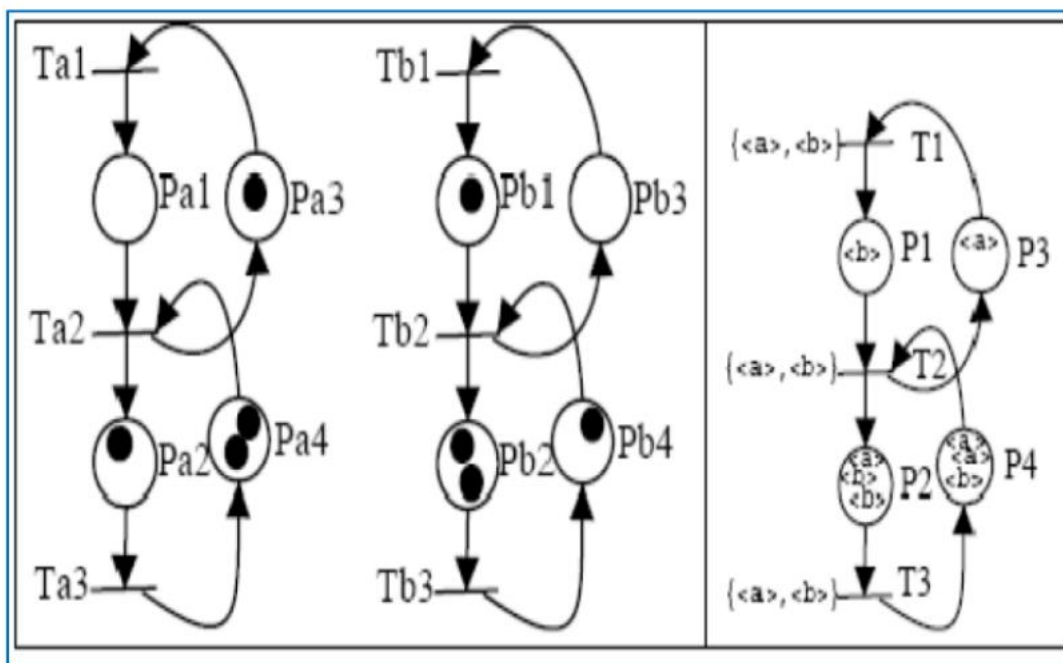 Ta1
Pa1
Pa3
Ta2
Pa2
Pa4
Ta3
Tb1
Pb1
Pb3
Tb2
Pb2
Pb4
Tb3
{<a>,<b>} T1
<b> P1
<a> P3
{<a>,<b>} T2
<a>
<b>
<b>
P2
<a>
<a>
<b>
P4
{<a>,<b>} T3